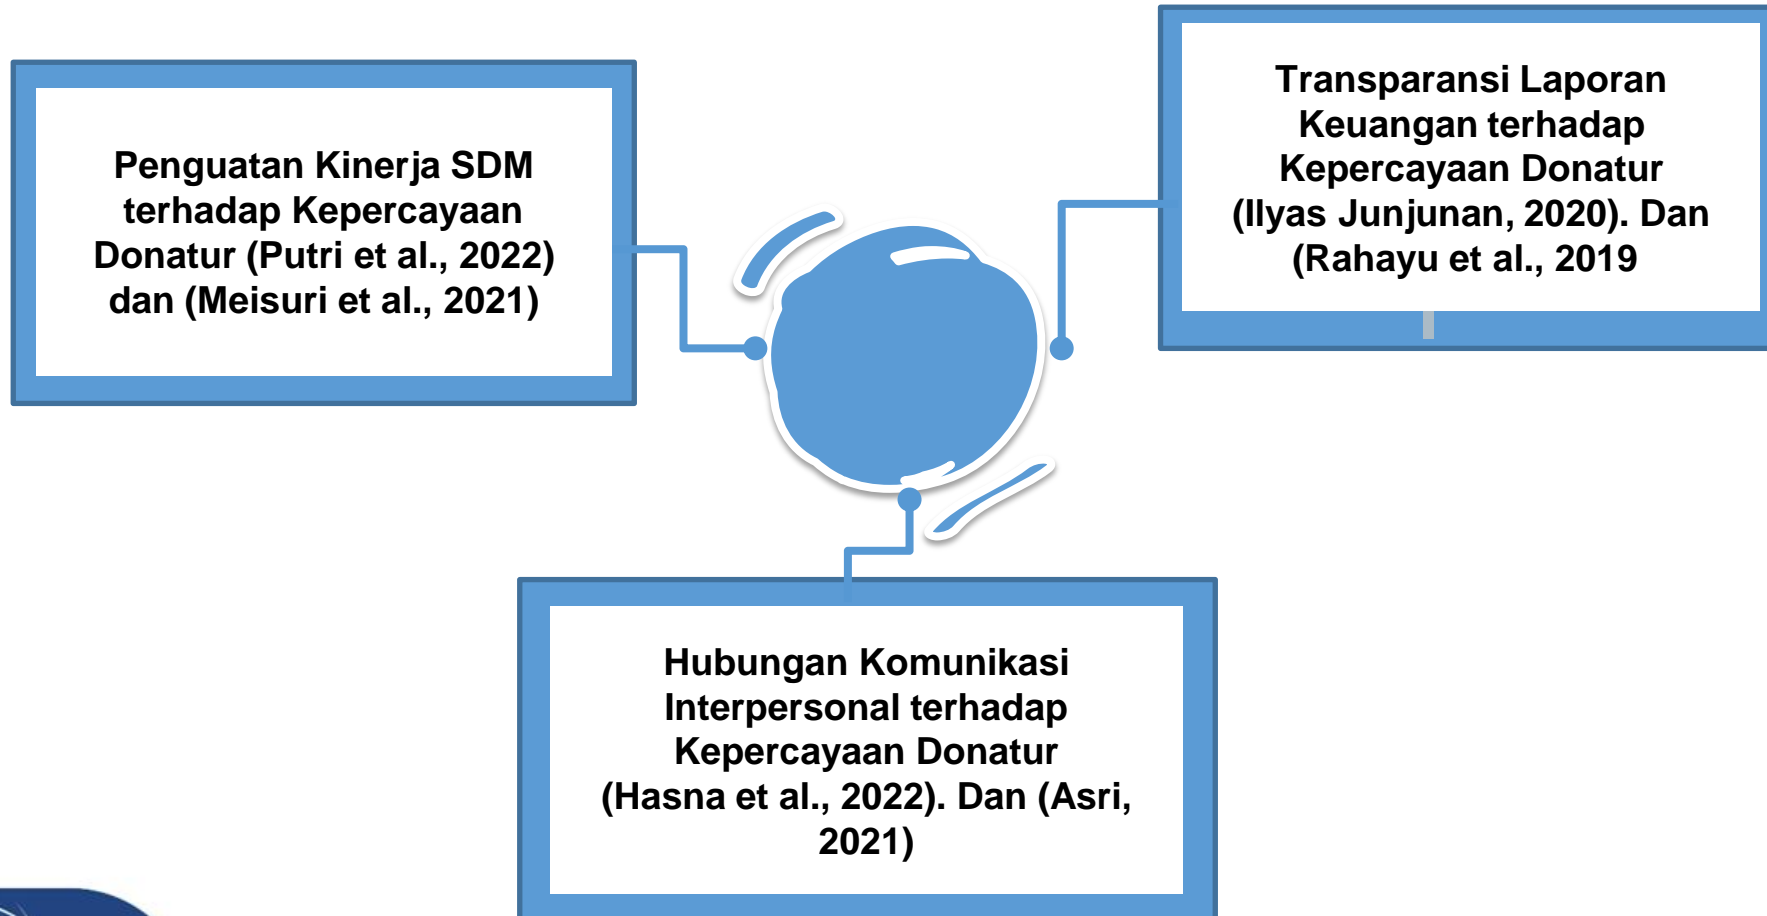 Penguatan Kinerja SDM
terhadap Kepercayaan
Donatur (Putri et al., 2022)
dan (Meisuri et al., 2021)
Transparansi Laporan
Keuangan terhadap
Kepercayaan Donatur
(Ilyas Junjunan, 2020). Dan
(Rahayu et al., 2019
Hubungan Komunikasi
Interpersonal terhadap
Kepercayaan Donatur
(Hasna et al., 2022). Dan (Asri,
2021)